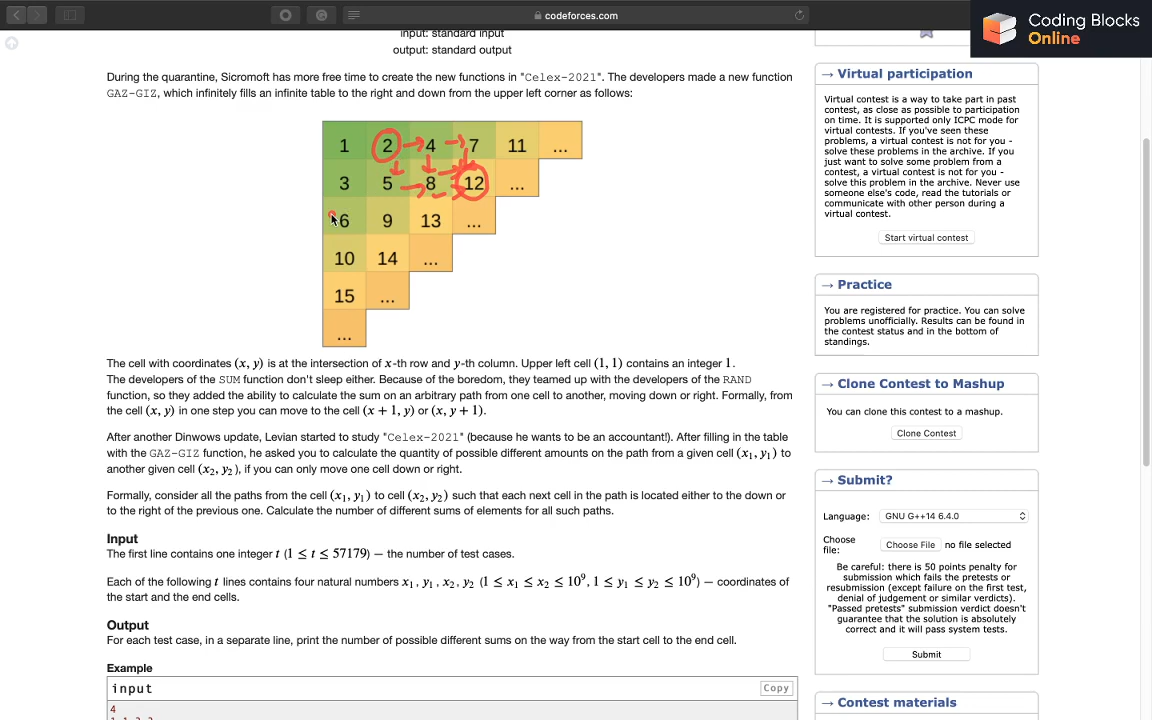 codeforces.com
Coding Blocks
Online
input: standard input
output: standard output
During the quarantine, Sicromoft has more free time to create the new functions in "Celex-2021". The developers made a new function
GAZ-GIZ, which infinitely fills an infinite table to the right and down from the upper left corner as follows:
1 2 4 7 11 ...
3 5 8 12 ...
6 9 13 ...
10 14 ...
15 ...
...
The cell with coordinates (x, y) is at the intersection of x-th row and y-th column. Upper left cell (1, 1) contains an integer 1.
The developers of the SUM function don't sleep either. Because of the boredom, they teamed up with the developers of the RAND
function, so they added the ability to calculate the sum on an arbitrary path from one cell to another, moving down or right. Formally, from
the cell (x, y) in one step you can move to the cell (x + 1, y) or (x, y + 1).
After another Dinwows update, Levian started to study "Celex-2021" (because he wants to be an accountant!). After filling in the table
with the GAZ-GIZ function, he asked you to calculate the quantity of possible different amounts on the path from a given cell (x₁, y₁) to
another given cell (x₂, y₂), if you can only move one cell down or right.
Formally, consider all the paths from the cell (x₁, y₁) to cell (x₂, y₂) such that each next cell in the path is located either to the down or
to the right of the previous one. Calculate the number of different sums of elements for all such paths.
Input
The first line contains one integer t (1 ≤ t ≤ 57179) — the number of test cases.
Each of the following t lines contains four natural numbers x₁, y₁, x₂, y₂ (1 ≤ x₁ ≤ x₂ ≤ 10⁹, 1 ≤ y₁ ≤ y₂ ≤ 10⁹) — coordinates of
the start and the end cells.
Output
For each test case, in a separate line, print the number of possible different sums on the way from the start cell to the end cell.
Example
input
Copy
4
→ Virtual participation
Virtual contest is a way to take part in past
contest, as close as possible to participation
on time. It is supported only ICPC mode for
virtual contests. If you've seen these
problems, a virtual contest is not for you -
solve these problems in the archive. If you
just want to solve some problem from a
contest, a virtual contest is not for you -
solve this problem in the archive. Never use
someone else's code, read the tutorials or
communicate with other person during a
virtual contest.
Start virtual contest
→ Practice
You are registered for practice. You can solve
problems unofficially. Results can be found in
the contest status and in the bottom of
standings.
→ Clone Contest to Mashup
You can clone this contest to a mashup.
Clone Contest
→ Submit?
Language: GNU G++14 6.4.0
Choose
file: Choose File no file selected
Be careful: there is 50 points penalty for
submission which fails the pretests or
resubmission (except failure on the first test,
denial of judgement or similar verdicts).
"Passed pretests" submission verdict doesn't
guarantee that the solution is absolutely
correct and it will pass system tests.
Submit
→ Contest materials